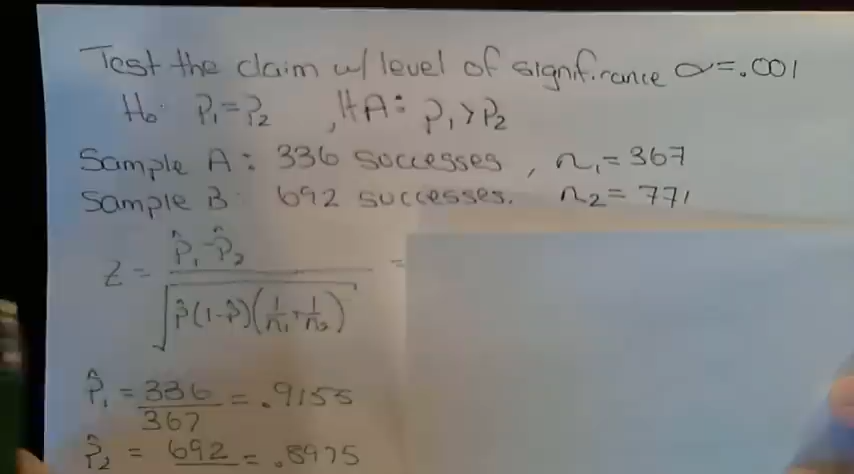 Test the claim w/ level of significance α=.001
H₀: P₁=P₂ , HA: P₁>P₂
Sample A: 336 successes, n₁=367
Sample B: 692 successes. n₂=771
Z = (p̂₁-p̂₂) / √(p̂(1-p̂)(1/n₁+1/n₂)) =
p̂₁ = 336/367 = .9155
p̂₂ = 692 = .8975